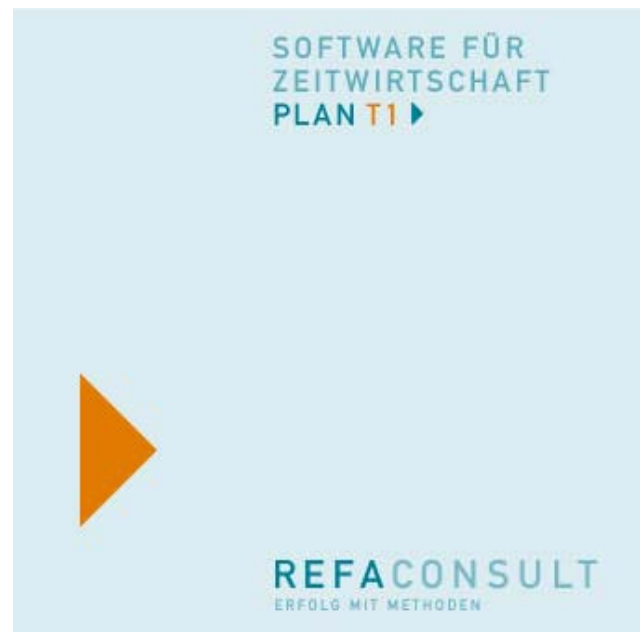 SOFTWARE FÜR
ZEITWIRTSCHAFT
PLAN T1
REFACONSULT
ERFOLG MIT METHODEN